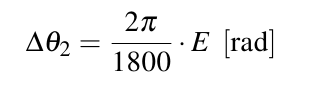 Δθ₂ = 2π / 1800 · E [rad]